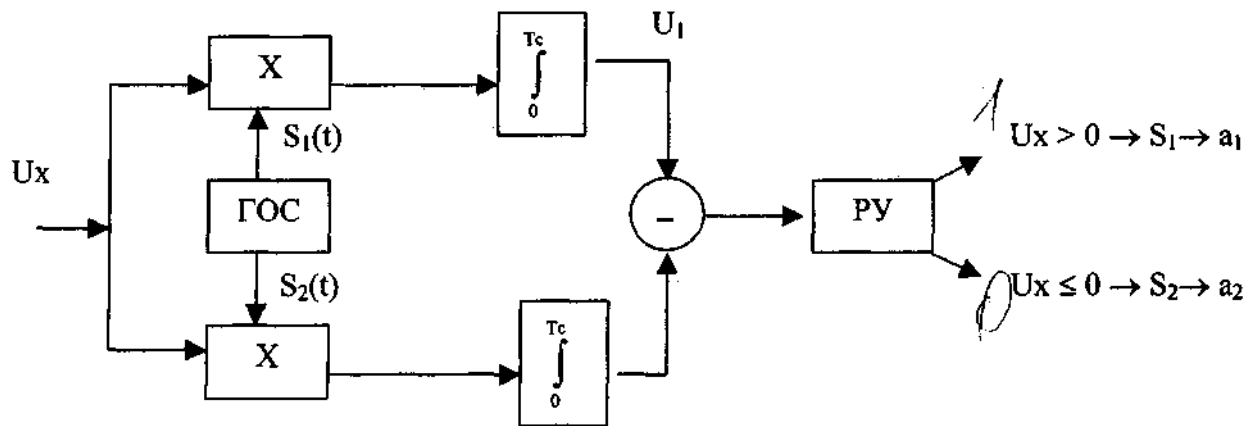 Ux
X
S₁(t)
ГОС
S₂(t)
X
Tc
∫
0
U₁
Tc
∫
0
–
РУ
1
Ux > 0 → S₁ → a₁
0
Ux ≤ 0 → S₂ → a₂